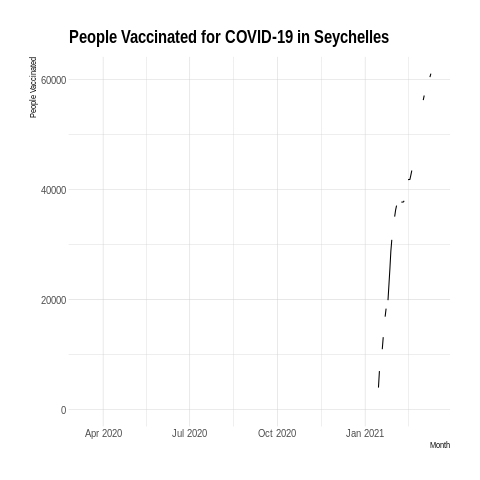 People Vaccinated for COVID-19 in Seychelles
People Vaccinated
60000
40000
20000
0
Apr 2020
Jul 2020
Oct 2020
Jan 2021
Month